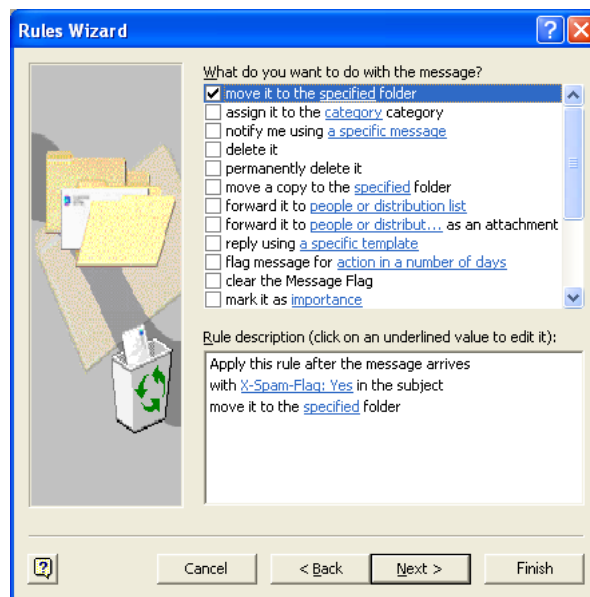 Rules Wizard
What do you want to do with the message?
move it to the specified folder
assign it to the category category
notify me using a specific message
delete it
permanently delete it
move a copy to the specified folder
forward it to people or distribution list
forward it to people or distribut... as an attachment
reply using a specific template
flag message for action in a number of days
clear the Message Flag
mark it as importance
Rule description (click on an underlined value to edit it):
Apply this rule after the message arrives
with X-Spam-Flag: Yes in the subject
move it to the specified folder
Cancel < Back Next > Finish